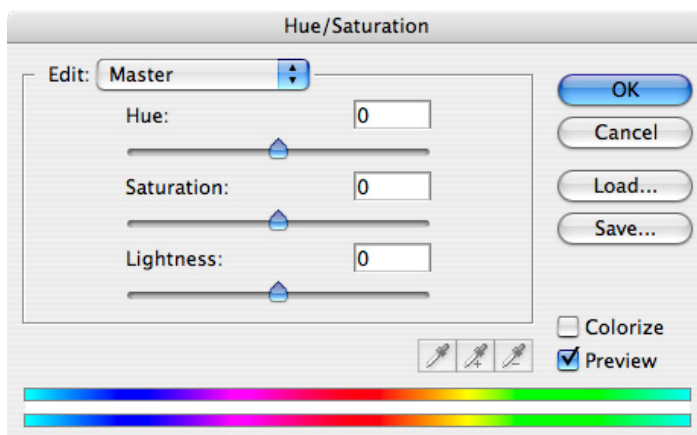 Hue/Saturation
Edit: Master
Hue: 0
Saturation: 0
Lightness: 0
OK
Cancel
Load...
Save...
Colorize
Preview